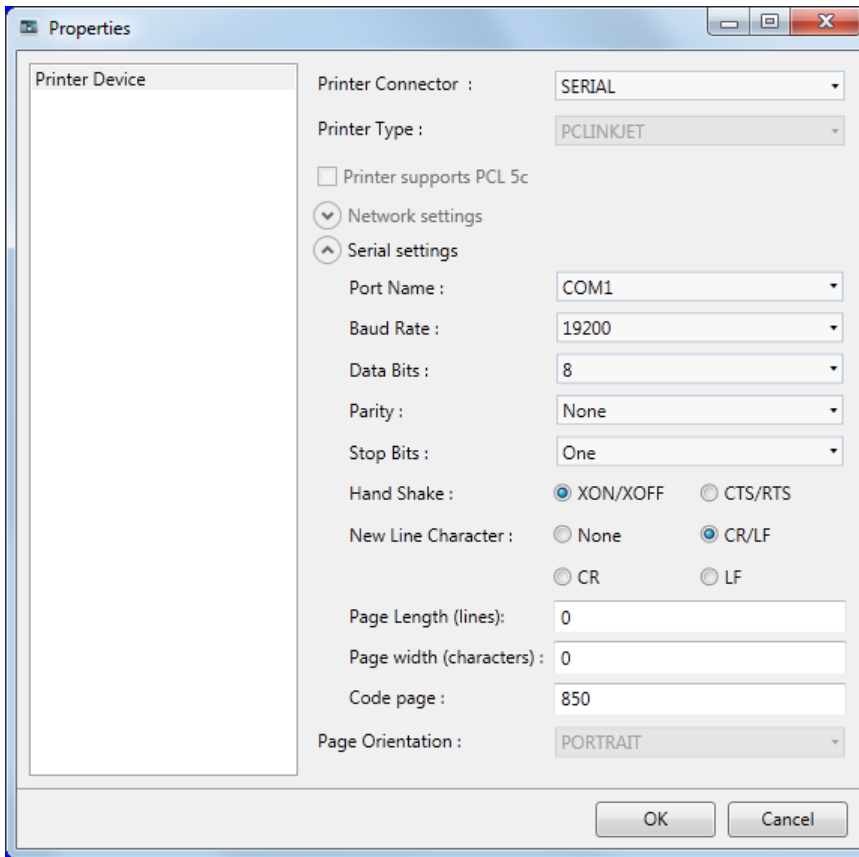 Properties
Printer Device
Printer Connector : SERIAL
Printer Type : PCLINKJET
Printer supports PCL 5c
Network settings
Serial settings
Port Name : COM1
Baud Rate : 19200
Data Bits : 8
Parity : None
Stop Bits : One
Hand Shake : XON/XOFF CTS/RTS
New Line Character : None CR/LF
CR LF
Page Length (lines): 0
Page width (characters) : 0
Code page : 850
Page Orientation : PORTRAIT
OK Cancel